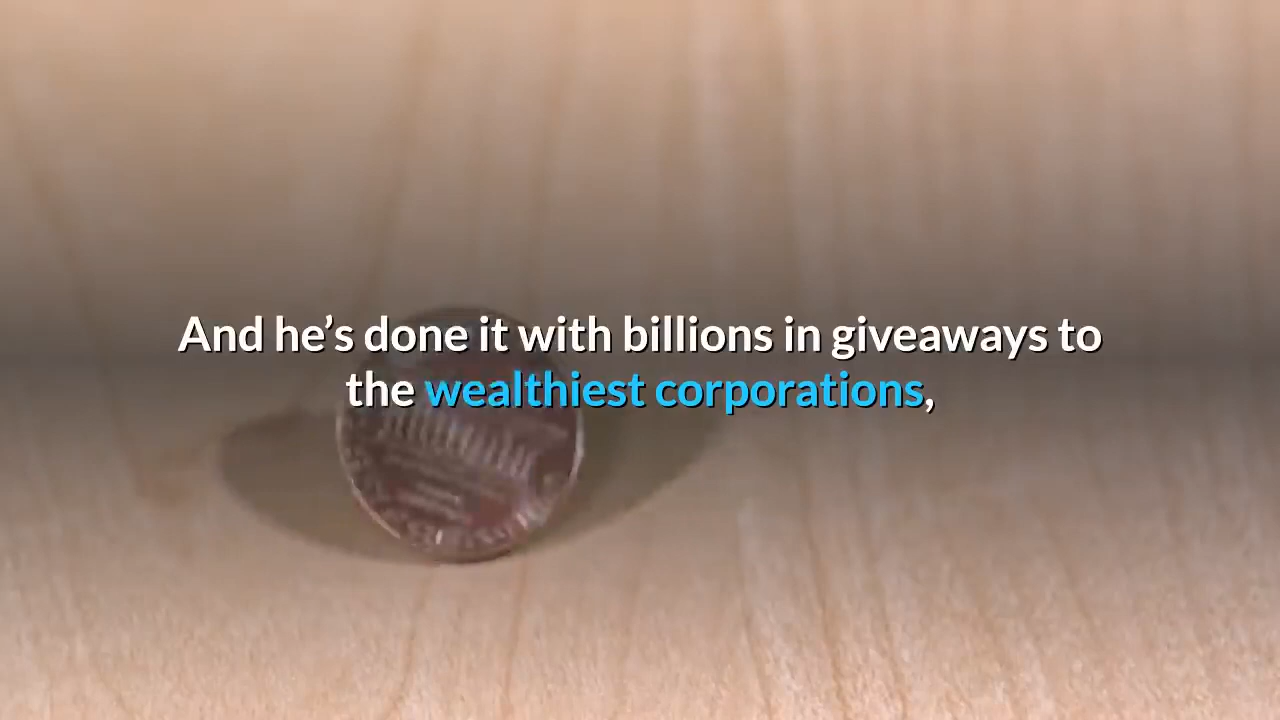 And he’s done it with billions in giveaways to
the wealthiest corporations,